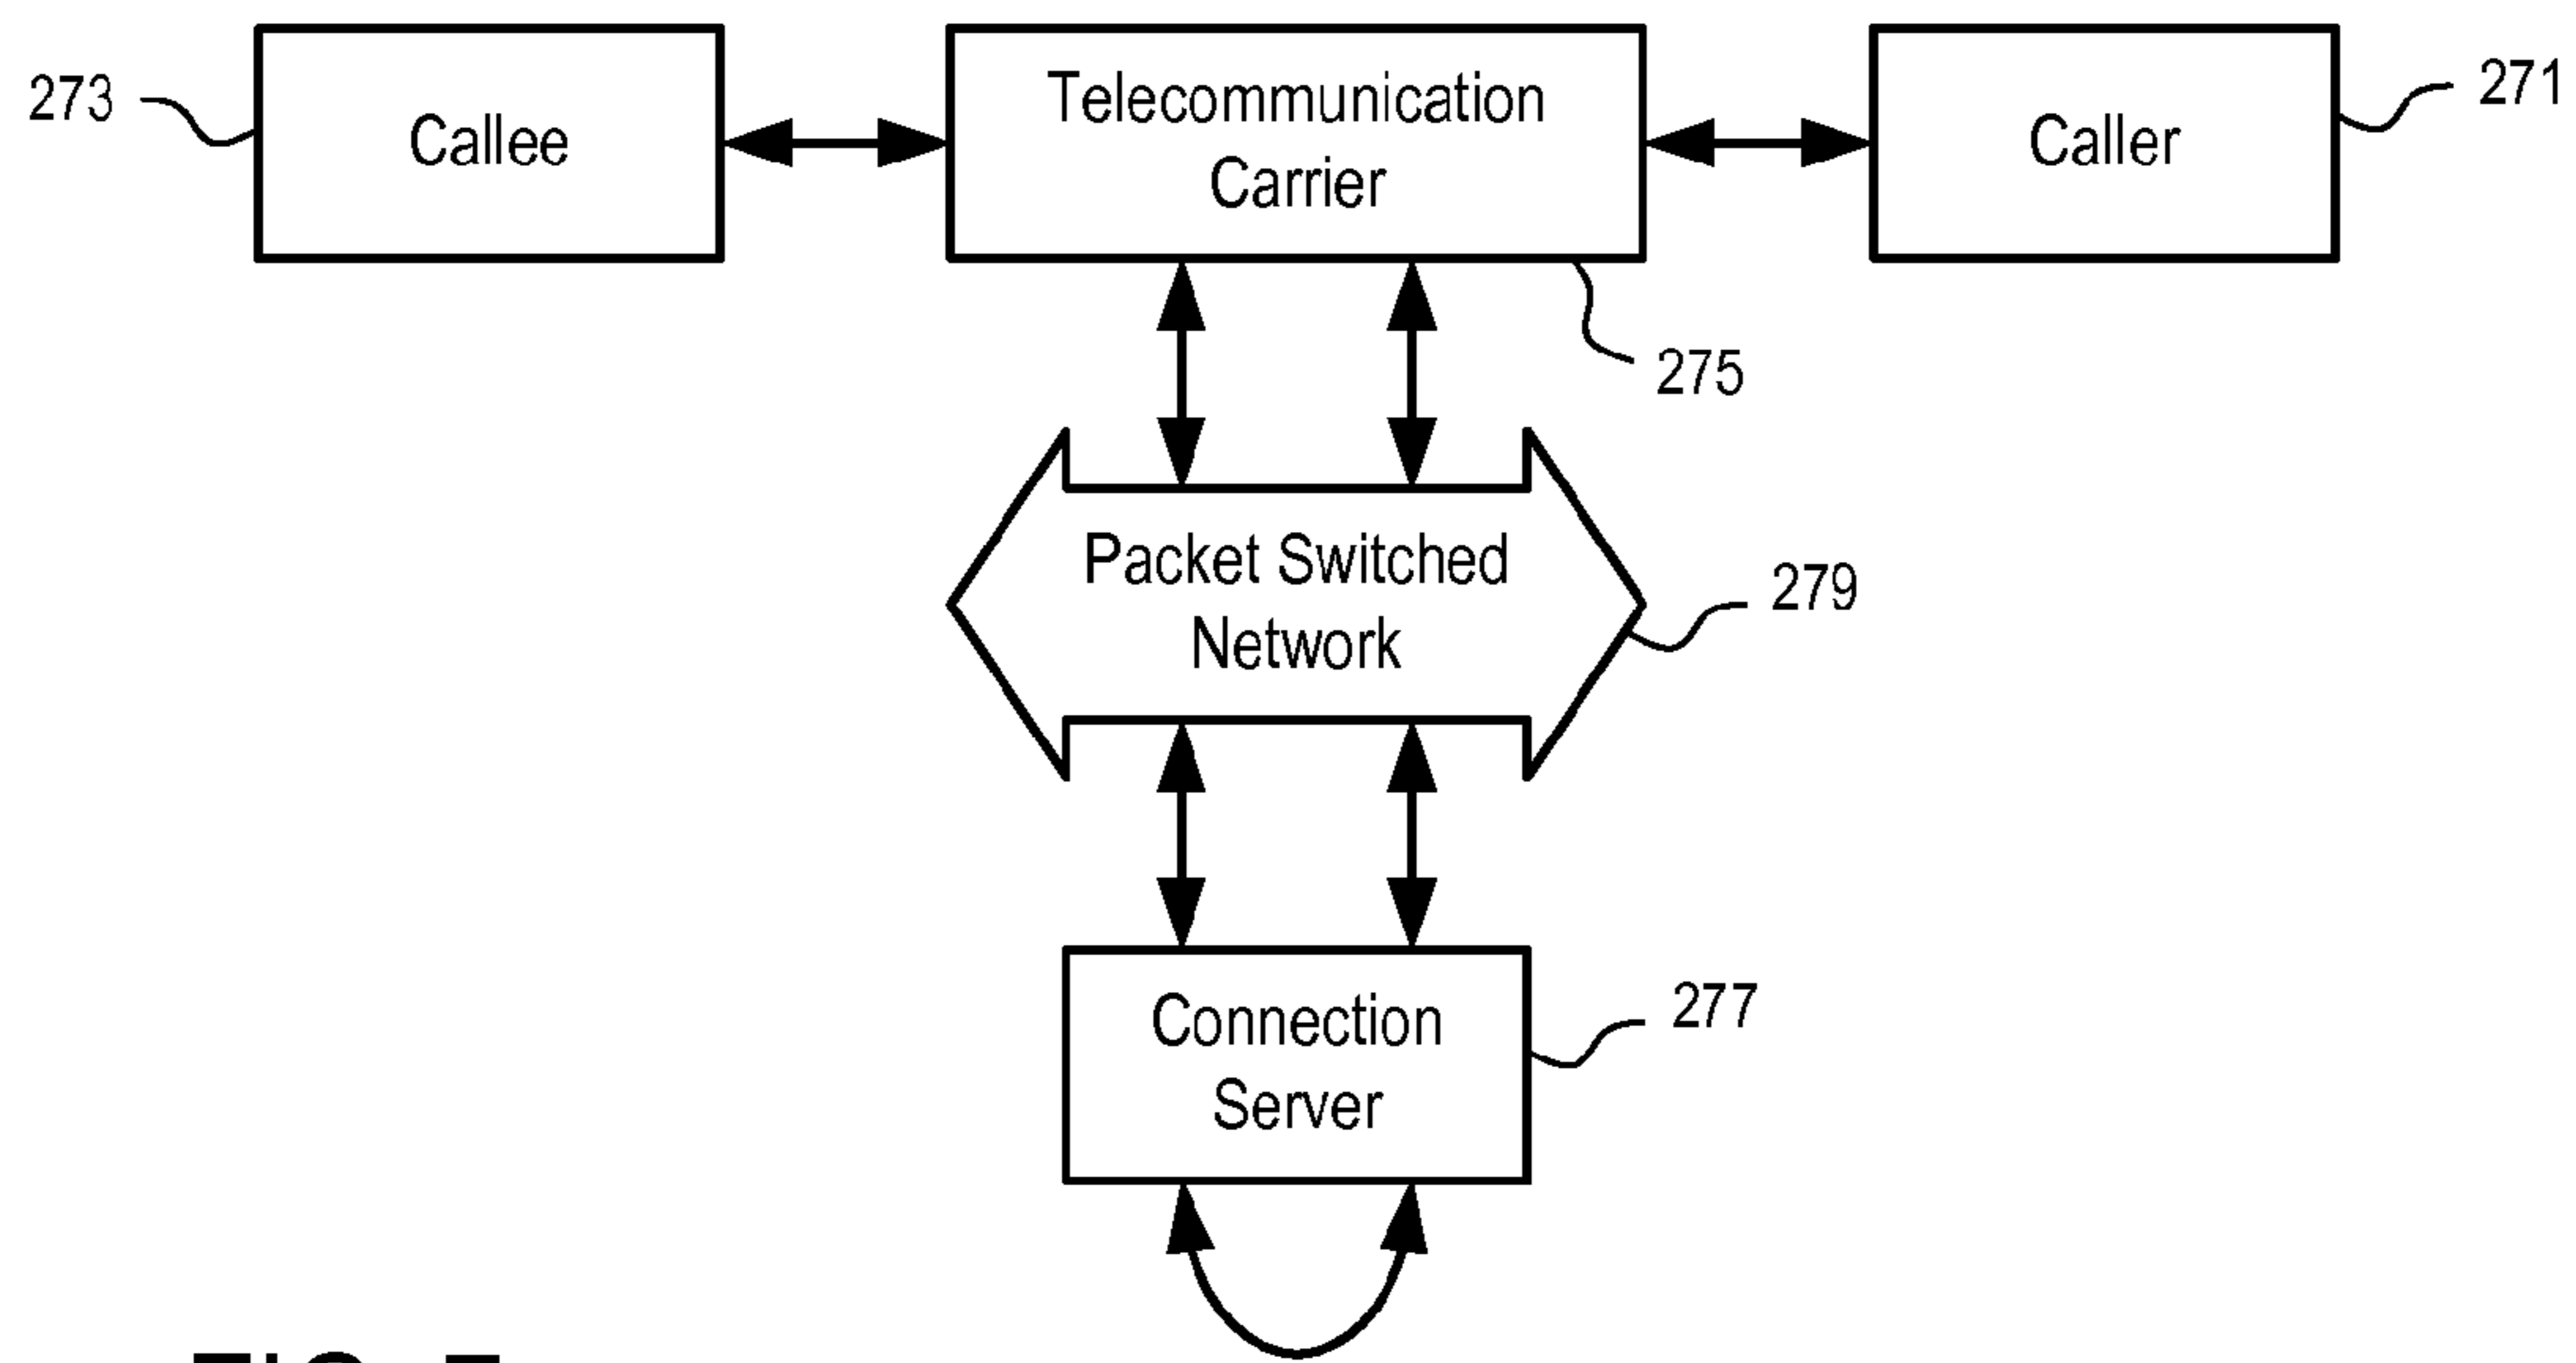 273
Callee
Telecommunication
Carrier
Caller
271
275
Packet Switched
Network
279
Connection
Server
277